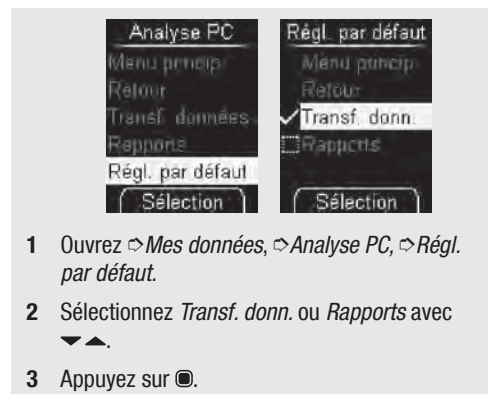 Analyse PC
Menu princip.
Retour
Transf. données
Rapports
Régl. par défaut
Sélection
Régl. par défaut
Menu princip.
Retour
Transf. donn.
Rapports
Sélection
1 Ouvrez ➪Mes données, ➪Analyse PC, ➪Régl.
par défaut.
2 Sélectionnez Transf. donn. ou Rapports avec
3 Appuyez sur